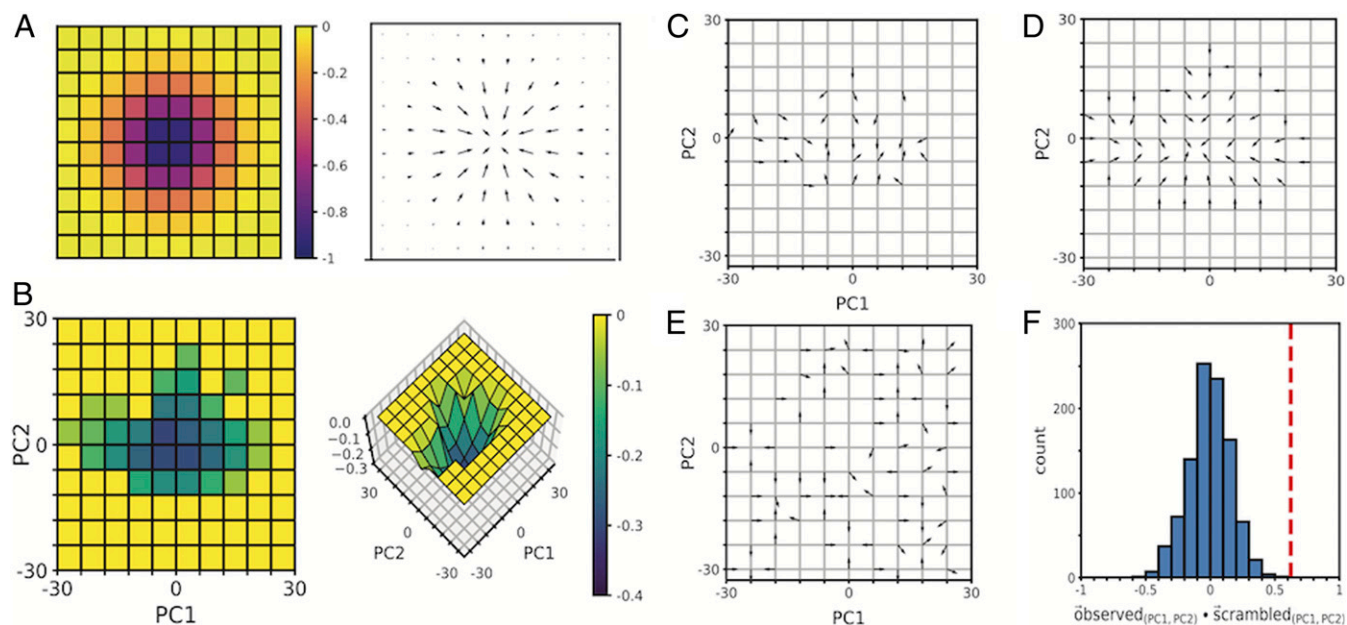 A
0
-0.2
-0.4
-0.6
-0.8
-1
B
30
PC2
0
-30
-30 0 30
PC1
0.0
−0.1
−0.2
−0.3
30
0
-30
PC2
-30
0
30
PC1
0
-0.1
-0.2
-0.3
-0.4
C
30
PC2
0
-30
-30 0 30
PC1
D
30
PC2
0
-30
-30 0 30
E
30
PC2
0
-30
-30 0 30
PC1
F
300
200
count
100
0
-1 -0.5 0 0.5 1
o⃗bserved(PC1, PC2) • s⃗crambled(PC1, PC2)